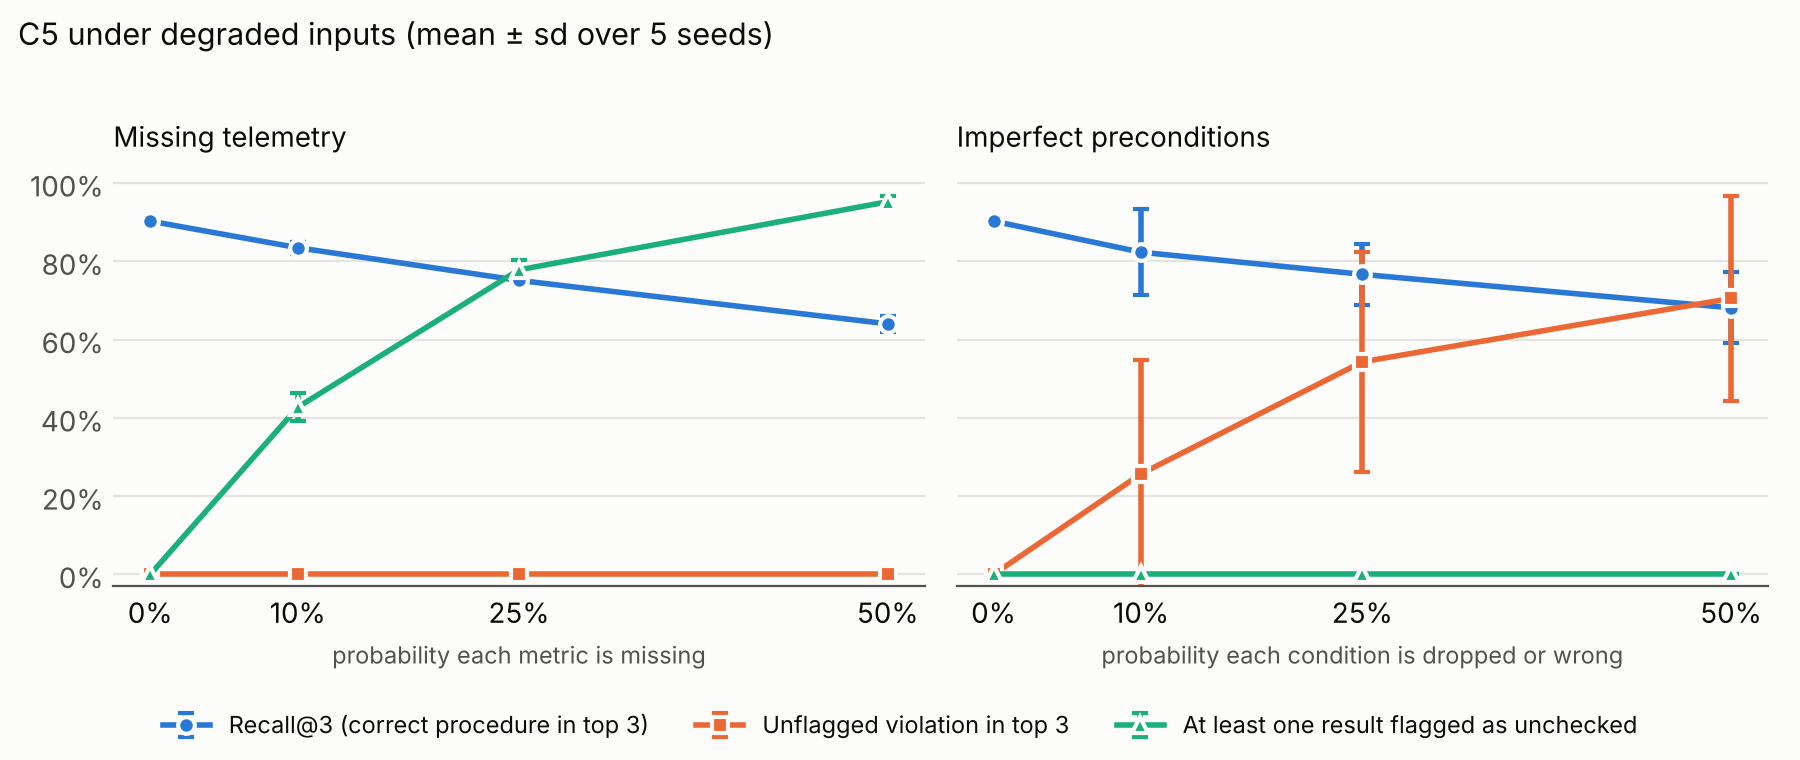 C5 under degraded inputs (mean ± sd over 5 seeds)
Missing telemetry
Imperfect preconditions
100%
80%
60%
40%
20%
0%
0% 10% 25% 50%
0% 10% 25% 50%
probability each metric is missing
probability each condition is dropped or wrong
Recall@3 (correct procedure in top 3) Unflagged violation in top 3 At least one result flagged as unchecked